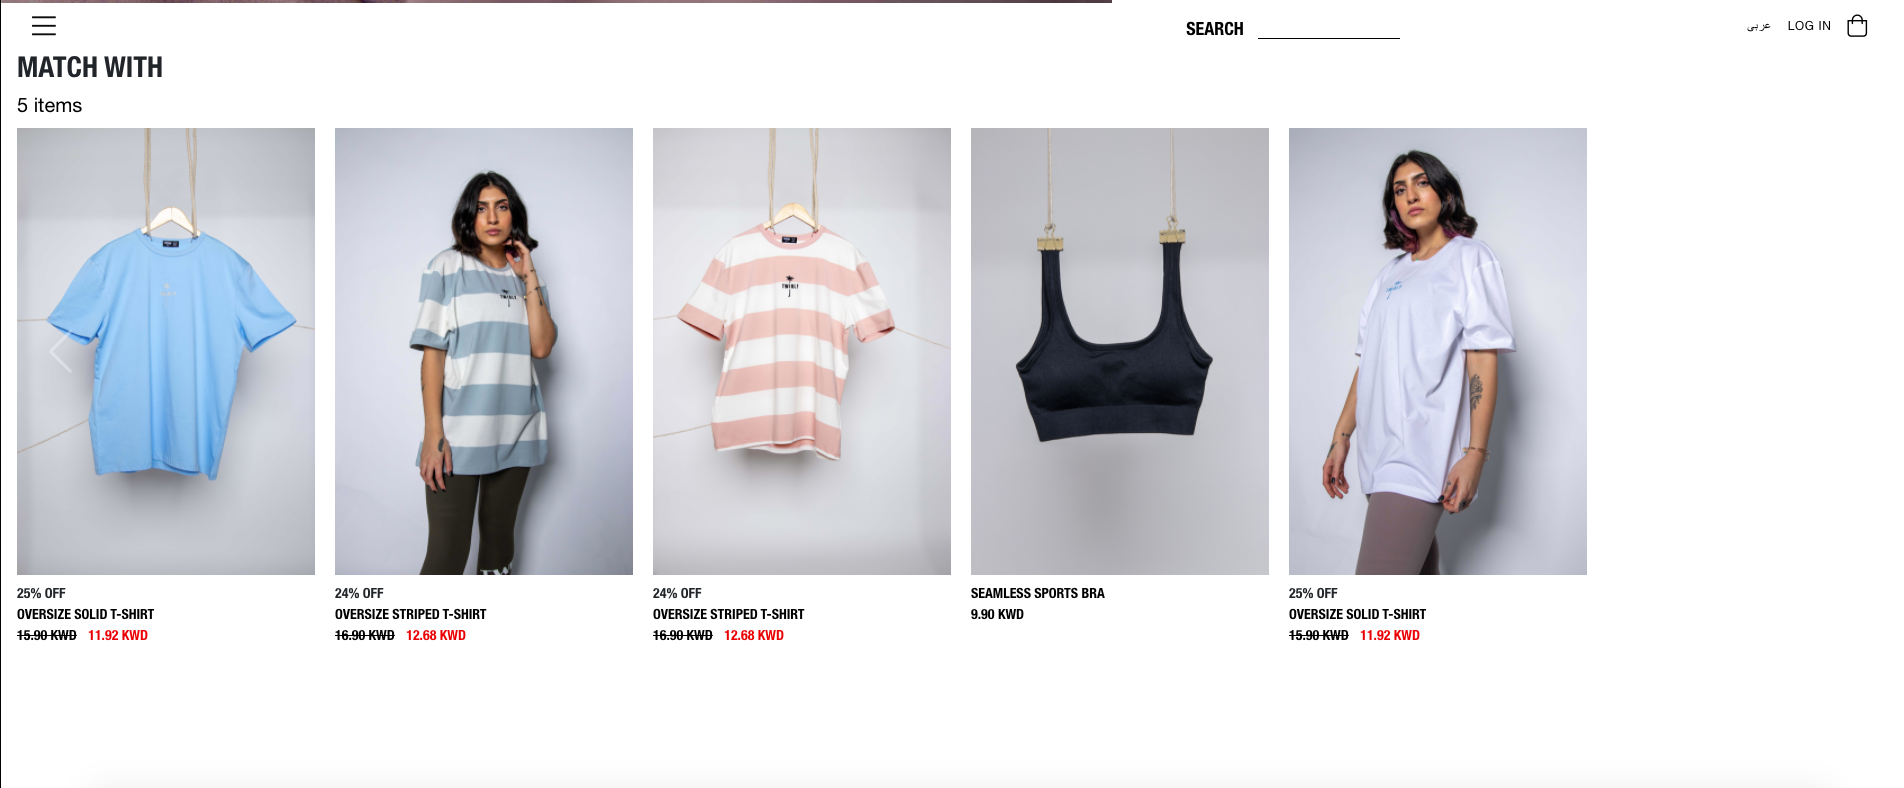 SEARCH
عربى
LOG IN
MATCH WITH
5 items
TWIRLY
TWIRLY
25% OFF
OVERSIZE SOLID T-SHIRT
15.90 KWD 11.92 KWD
24% OFF
OVERSIZE STRIPED T-SHIRT
16.90 KWD 12.68 KWD
24% OFF
OVERSIZE STRIPED T-SHIRT
16.90 KWD 12.68 KWD
SEAMLESS SPORTS BRA
9.90 KWD
25% OFF
OVERSIZE SOLID T-SHIRT
15.90 KWD 11.92 KWD